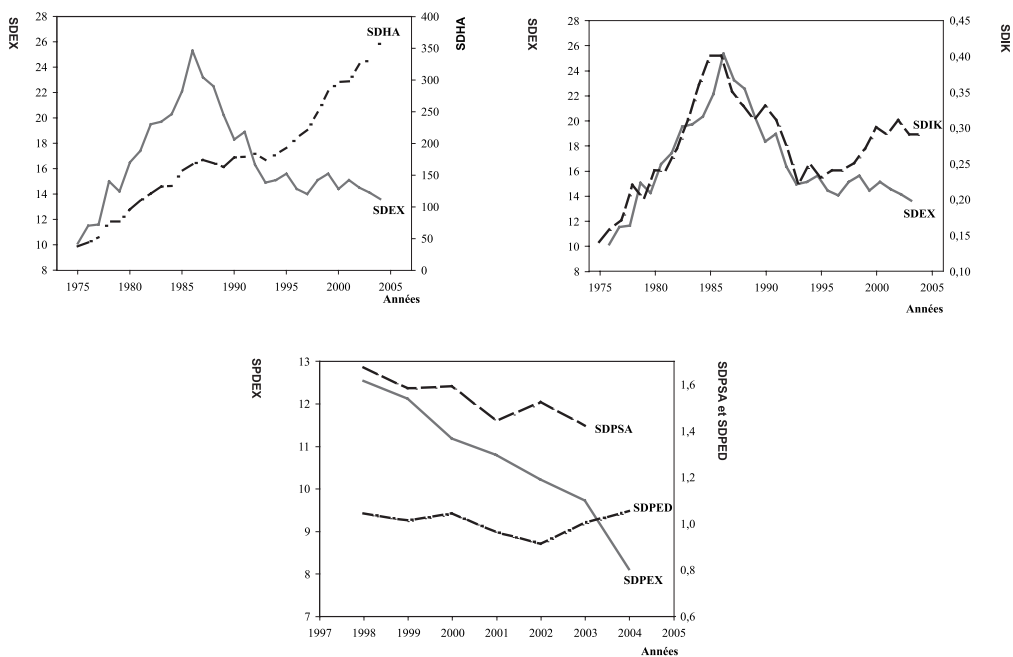 SDEX
SDHA
28
26
24
22
20
18
16
14
12
10
8
400
350
300
250
200
150
100
50
0
SDHA
SDEX
1975 1980 1985 1990 1995 2000 2005
Années
SDEX
SDIK
28
26
24
22
20
18
16
14
12
10
8
0,45
0,40
0,35
0,30
0,25
0,20
0,15
0,10
SDIK
SDEX
1975 1980 1985 1990 1995 2000 2005
Années
SPDEX
SDPSA et SDPED
13
12
11
10
9
8
7
1,6
1,4
1,2
1,0
0,8
0,6
SDPSA
SDPED
SDPEX
1997 1998 1999 2000 2001 2002 2003 2004 2005
Années